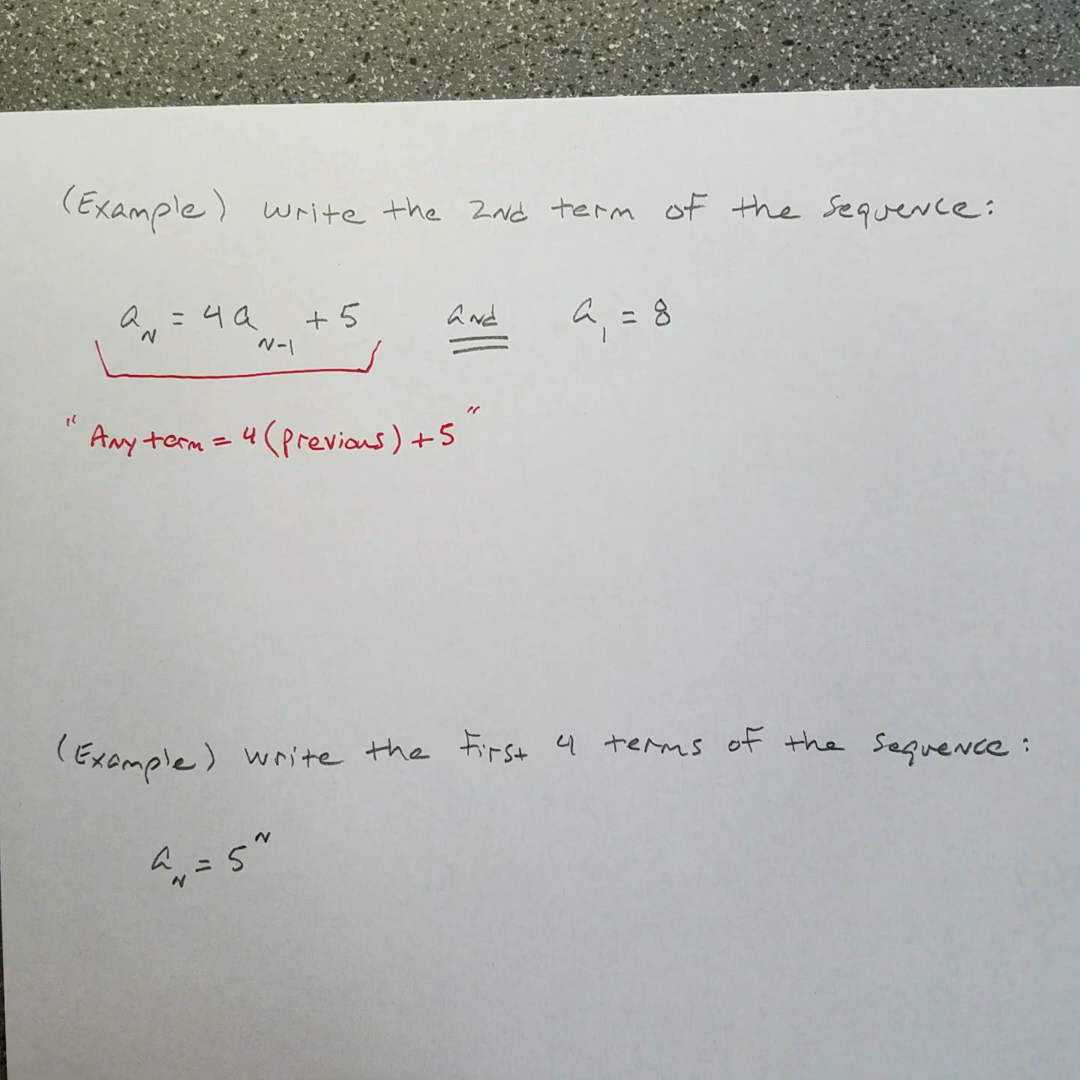 (Example) Write the 2nd term of the sequence:
a_N = 4a_{N-1} + 5 and a_1 = 8
"Any term = 4(previous) + 5"
(Example) Write the First 4 terms of the sequence:
a_N = 5^N